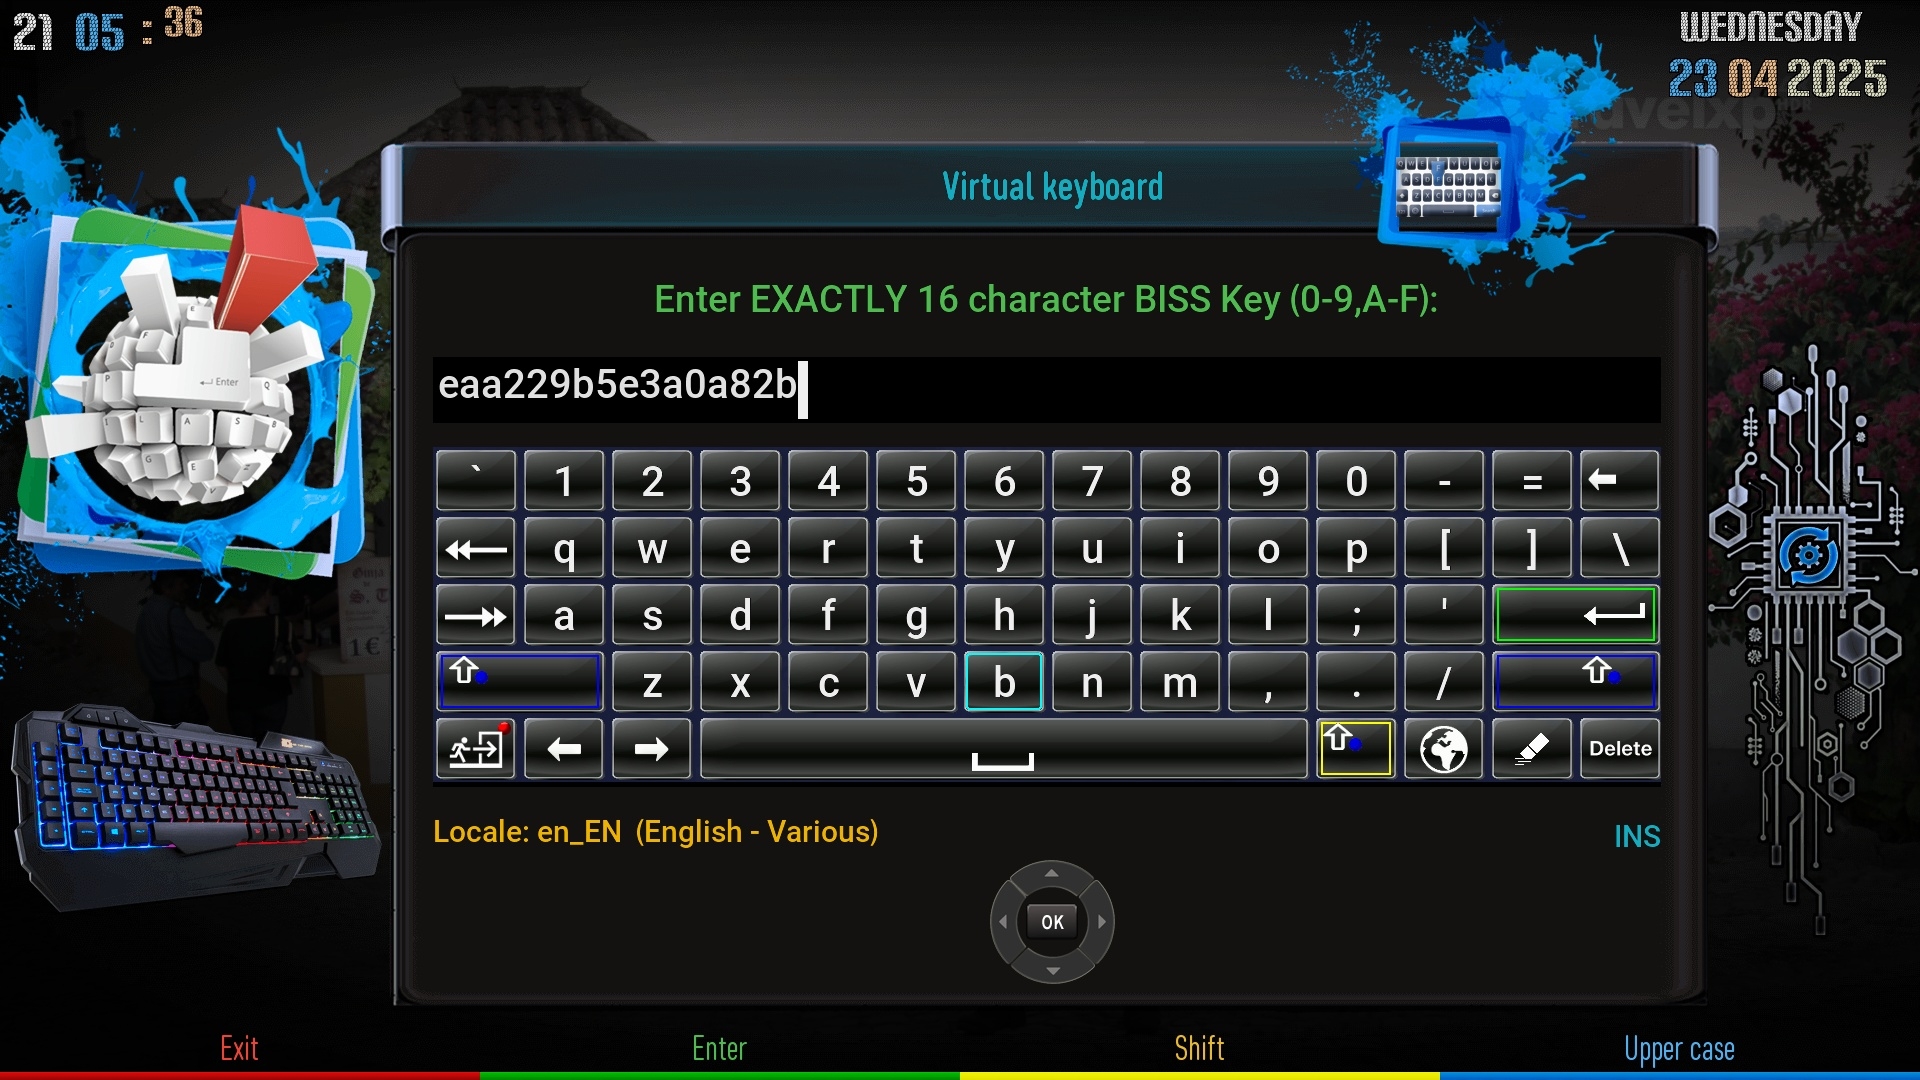 21 05 : 36
WEDNESDAY
23 04 2025
Virtual keyboard
Enter EXACTLY 16 character BISS Key (0-9,A-F):
eaa229b5e3a0a82b
` 1 2 3 4 5 6 7 8 9 0 - =
q w e r t y u i o p [ ] \
a s d f g h j k l ; '
z x c v b n m , . /
Delete
Locale: en_EN (English - Various)
INS
OK
Exit Enter Shift Upper case